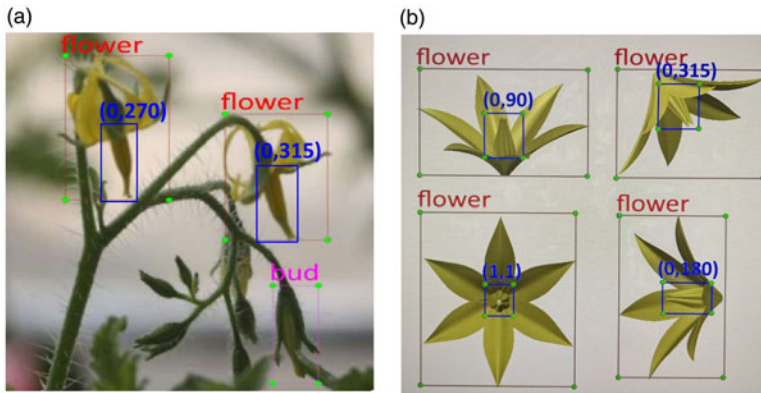 (a)
flower
(0,270)
flower
(0,315)
bud
(b)
flower
(0,90)
flower
(0,315)
flower
(1,1)
flower
(0,180)